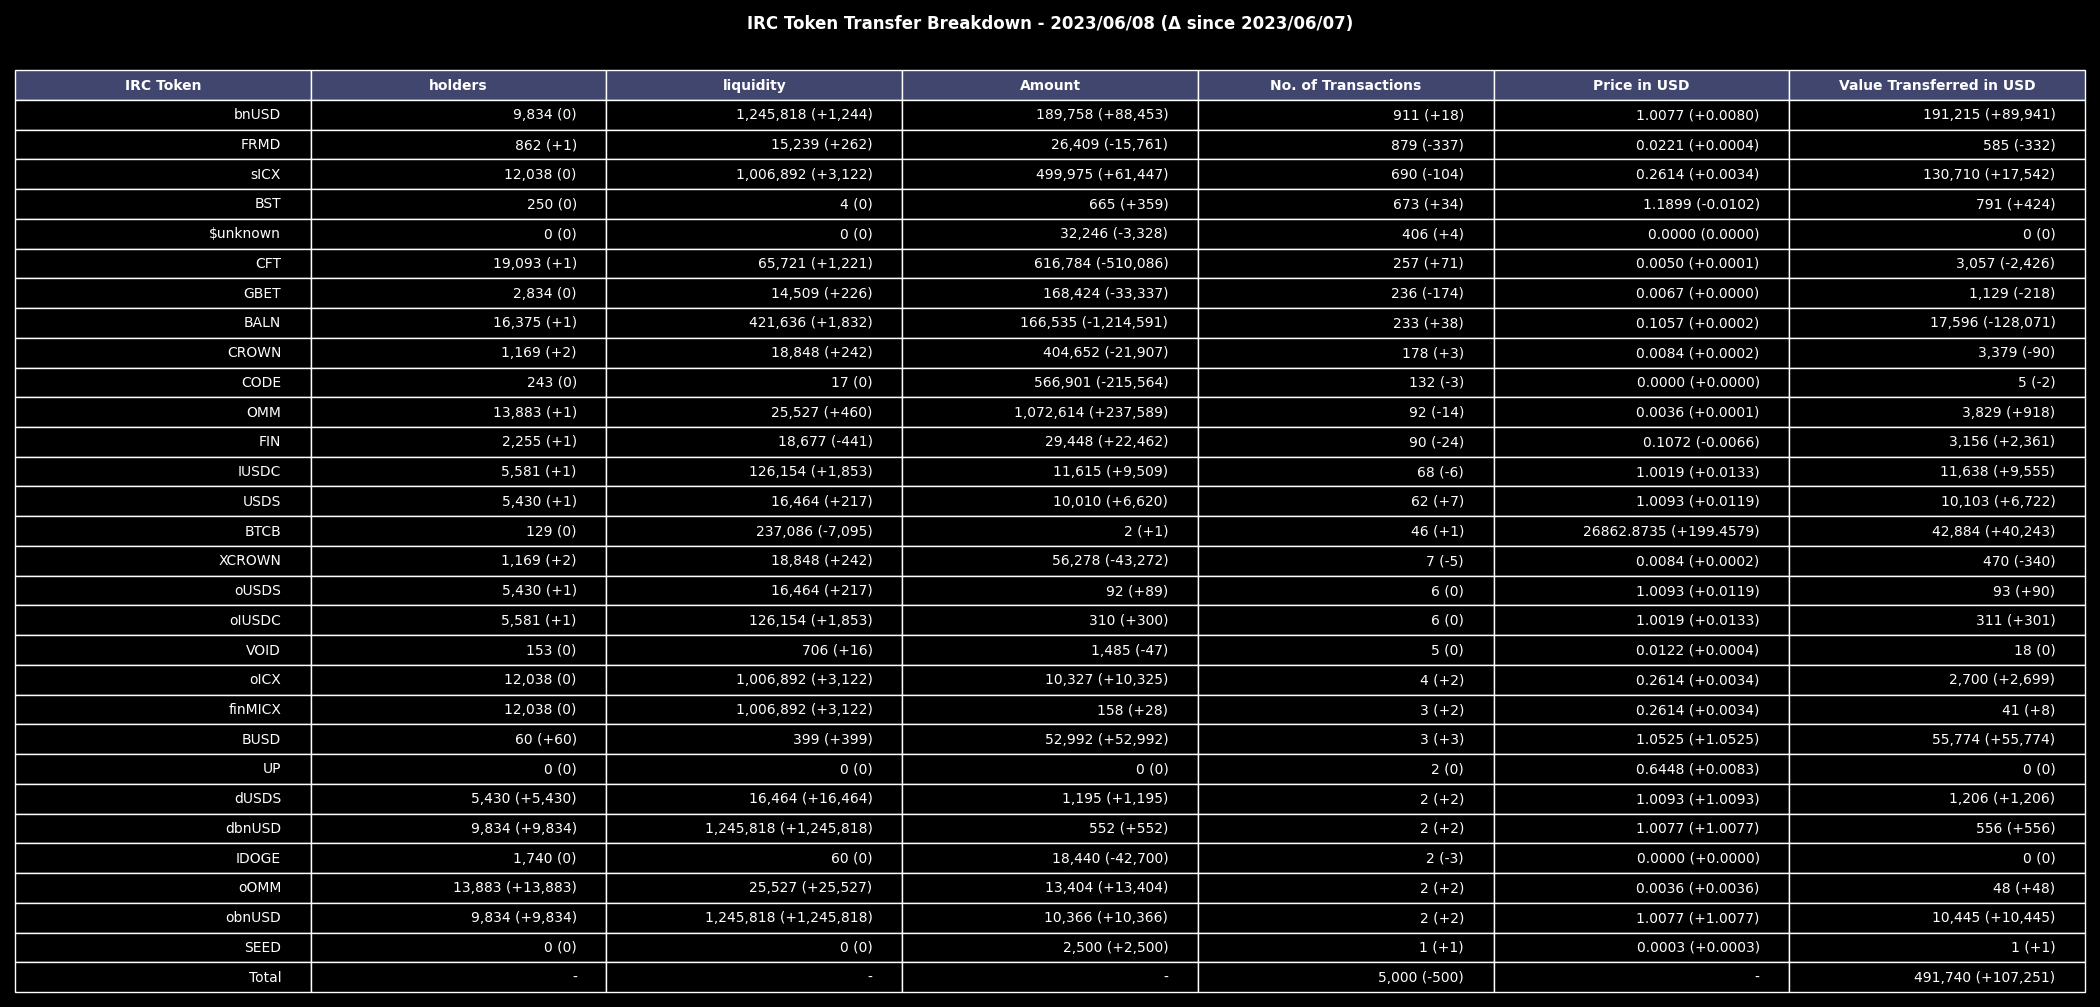 IRC Token Transfer Breakdown - 2023/06/08 (Δ since 2023/06/07)
IRC Token holders liquidity Amount No. of Transactions Price in USD Value Transferred in USD
bnUSD 9,834 (0) 1,245,818 (+1,244) 189,758 (+88,453) 911 (+18) 1.0077 (+0.0080) 191,215 (+89,941)
FRMD 862 (+1) 15,239 (+262) 26,409 (-15,761) 879 (-337) 0.0221 (+0.0004) 585 (-332)
sICX 12,038 (0) 1,006,892 (+3,122) 499,975 (+61,447) 690 (-104) 0.2614 (+0.0034) 130,710 (+17,542)
BST 250 (0) 4 (0) 665 (+359) 673 (+34) 1.1899 (-0.0102) 791 (+424)
$unknown 0 (0) 0 (0) 32,246 (-3,328) 406 (+4) 0.0000 (0.0000) 0 (0)
CFT 19,093 (+1) 65,721 (+1,221) 616,784 (-510,086) 257 (+71) 0.0050 (+0.0001) 3,057 (-2,426)
GBET 2,834 (0) 14,509 (+226) 168,424 (-33,337) 236 (-174) 0.0067 (+0.0000) 1,129 (-218)
BALN 16,375 (+1) 421,636 (+1,832) 166,535 (-1,214,591) 233 (+38) 0.1057 (+0.0002) 17,596 (-128,071)
CROWN 1,169 (+2) 18,848 (+242) 404,652 (-21,907) 178 (+3) 0.0084 (+0.0002) 3,379 (-90)
CODE 243 (0) 17 (0) 566,901 (-215,564) 132 (-3) 0.0000 (+0.0000) 5 (-2)
OMM 13,883 (+1) 25,527 (+460) 1,072,614 (+237,589) 92 (-14) 0.0036 (+0.0001) 3,829 (+918)
FIN 2,255 (+1) 18,677 (-441) 29,448 (+22,462) 90 (-24) 0.1072 (-0.0066) 3,156 (+2,361)
IUSDC 5,581 (+1) 126,154 (+1,853) 11,615 (+9,509) 68 (-6) 1.0019 (+0.0133) 11,638 (+9,555)
USDS 5,430 (+1) 16,464 (+217) 10,010 (+6,620) 62 (+7) 1.0093 (+0.0119) 10,103 (+6,722)
BTCB 129 (0) 237,086 (-7,095) 2 (+1) 46 (+1) 26862.8735 (+199.4579) 42,884 (+40,243)
XCROWN 1,169 (+2) 18,848 (+242) 56,278 (-43,272) 7 (-5) 0.0084 (+0.0002) 470 (-340)
oUSDS 5,430 (+1) 16,464 (+217) 92 (+89) 6 (0) 1.0093 (+0.0119) 93 (+90)
oIUSDC 5,581 (+1) 126,154 (+1,853) 310 (+300) 6 (0) 1.0019 (+0.0133) 311 (+301)
VOID 153 (0) 706 (+16) 1,485 (-47) 5 (0) 0.0122 (+0.0004) 18 (0)
oICX 12,038 (0) 1,006,892 (+3,122) 10,327 (+10,325) 4 (+2) 0.2614 (+0.0034) 2,700 (+2,699)
finMICX 12,038 (0) 1,006,892 (+3,122) 158 (+28) 3 (+2) 0.2614 (+0.0034) 41 (+8)
BUSD 60 (+60) 399 (+399) 52,992 (+52,992) 3 (+3) 1.0525 (+1.0525) 55,774 (+55,774)
UP 0 (0) 0 (0) 0 (0) 2 (0) 0.6448 (+0.0083) 0 (0)
dUSDS 5,430 (+5,430) 16,464 (+16,464) 1,195 (+1,195) 2 (+2) 1.0093 (+1.0093) 1,206 (+1,206)
dbnUSD 9,834 (+9,834) 1,245,818 (+1,245,818) 552 (+552) 2 (+2) 1.0077 (+1.0077) 556 (+556)
IDOGE 1,740 (0) 60 (0) 18,440 (-42,700) 2 (-3) 0.0000 (+0.0000) 0 (0)
oOMM 13,883 (+13,883) 25,527 (+25,527) 13,404 (+13,404) 2 (+2) 0.0036 (+0.0036) 48 (+48)
obnUSD 9,834 (+9,834) 1,245,818 (+1,245,818) 10,366 (+10,366) 2 (+2) 1.0077 (+1.0077) 10,445 (+10,445)
SEED 0 (0) 0 (0) 2,500 (+2,500) 1 (+1) 0.0003 (+0.0003) 1 (+1)
Total - - - 5,000 (-500) - 491,740 (+107,251)